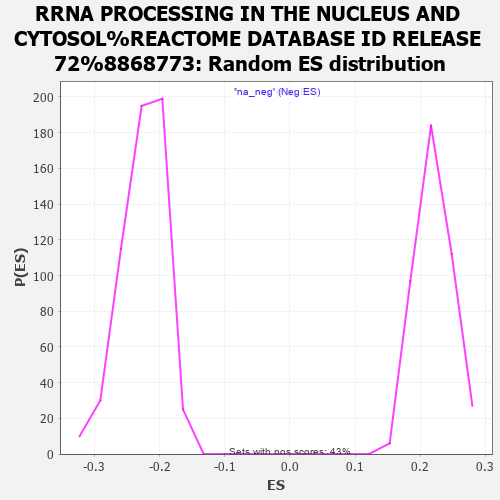 RRNA PROCESSING IN THE NUCLEUS AND
CYTOSOL%REACTOME DATABASE ID RELEASE
72%8868773: Random ES distribution
"na_neg' (Neg ES)
200
180
160
140
120
100
80
60
40
20
0
P(ES)
Sets with pos scores: 43%
-0.3 -0.2 -0.1 0.0 0.1 0.2 0.3
ES